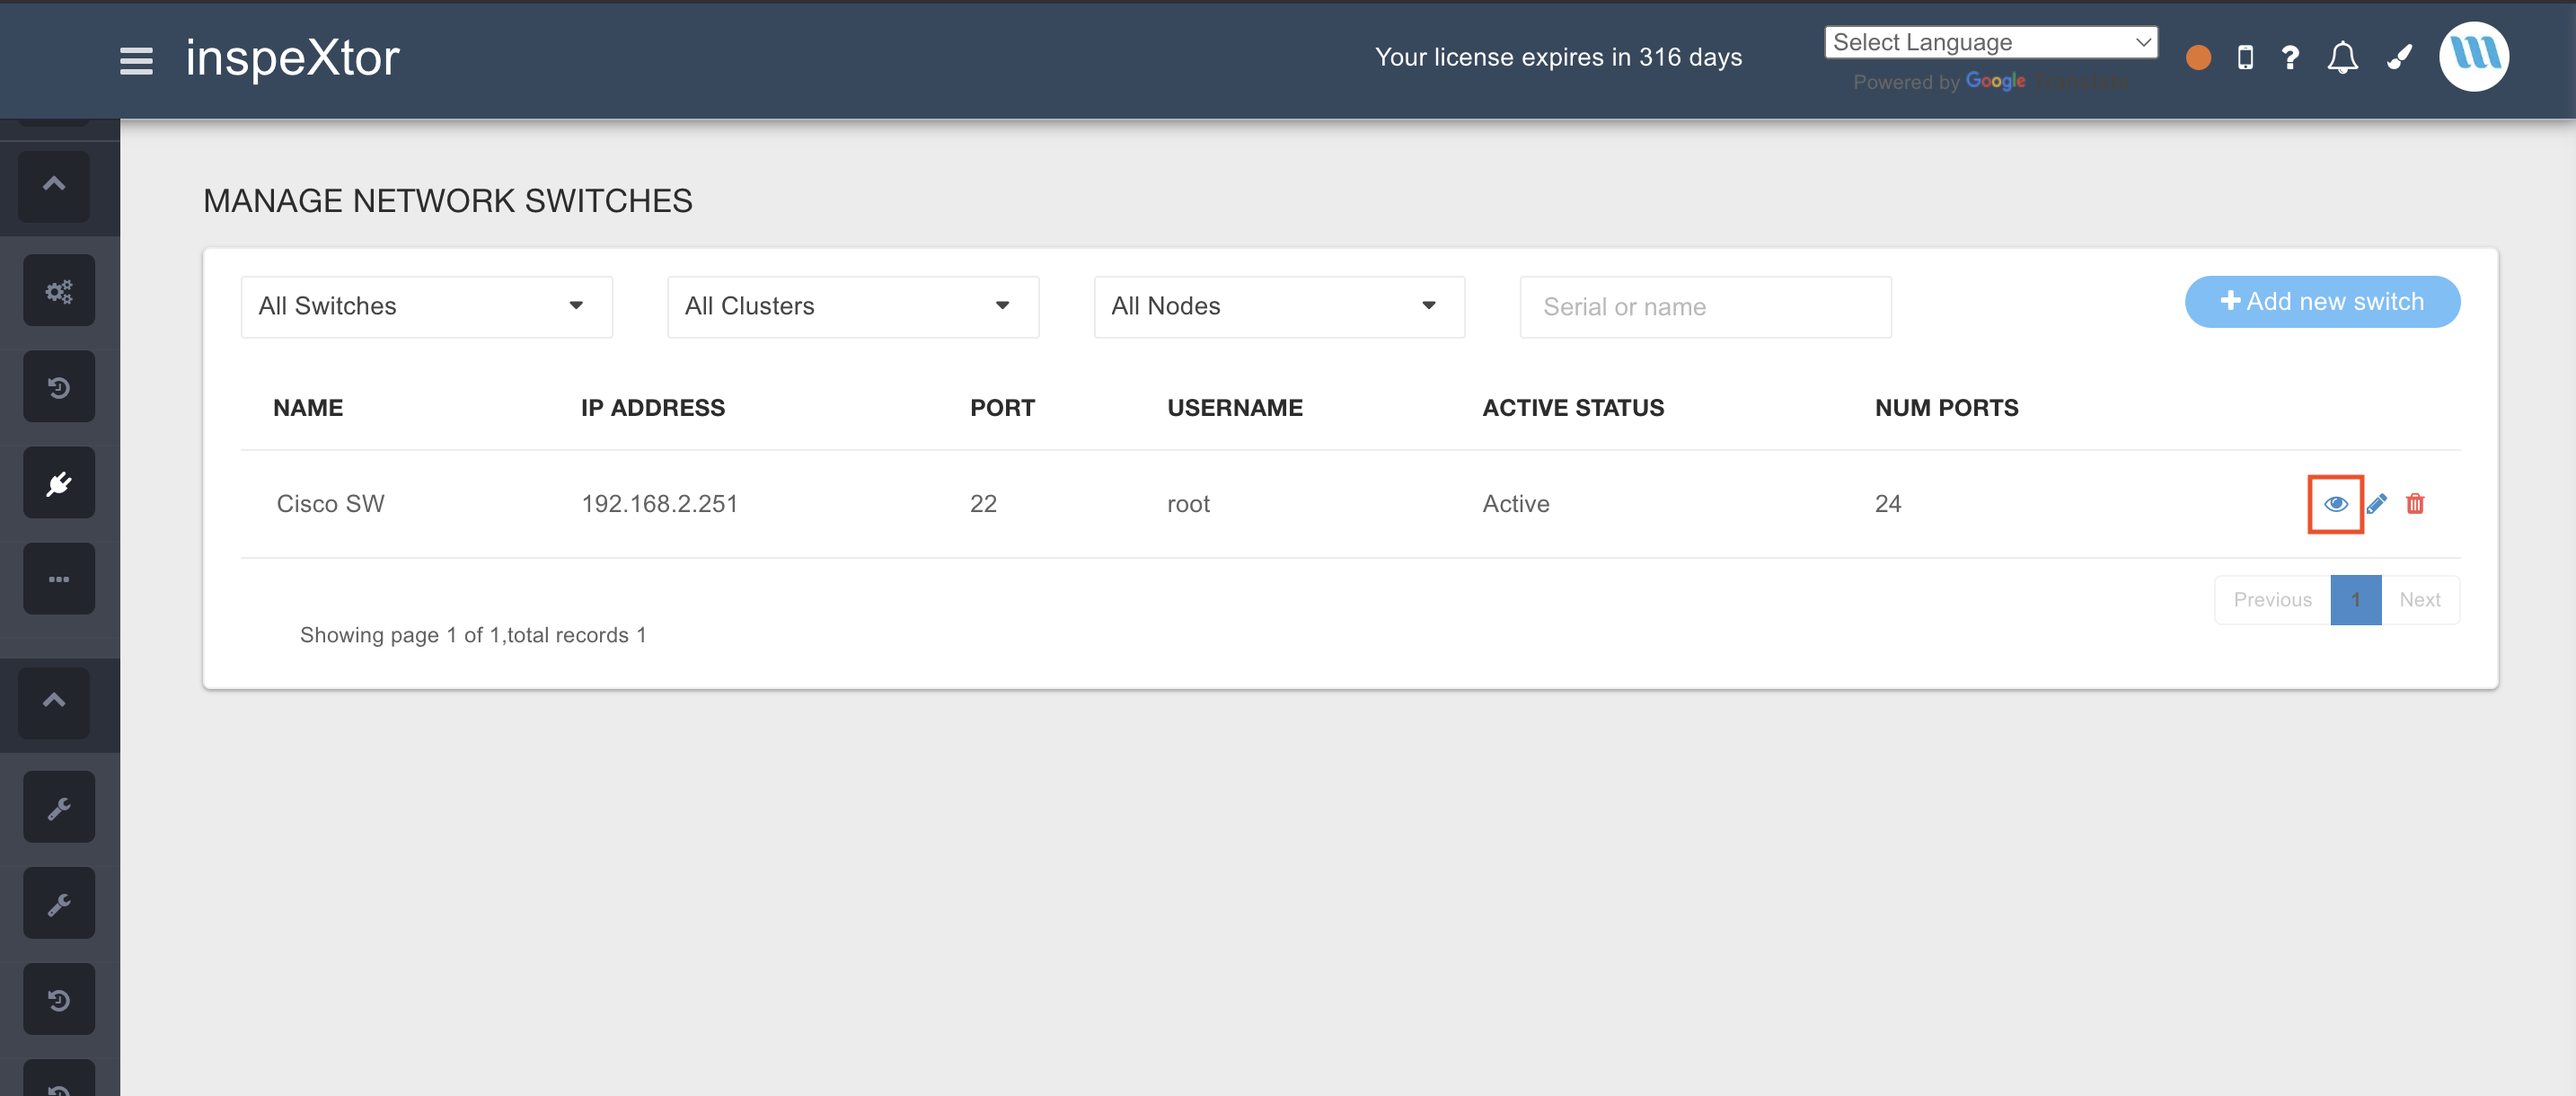 inspeXtor
Your license expires in 316 days
Select Language
Powered by Google Translate
MANAGE NETWORK SWITCHES
All Switches
All Clusters
All Nodes
Serial or name
Add new switch
NAME IP ADDRESS PORT USERNAME ACTIVE STATUS NUM PORTS
Cisco SW 192.168.2.251 22 root Active 24
Previous 1 Next
Showing page 1 of 1,total records 1